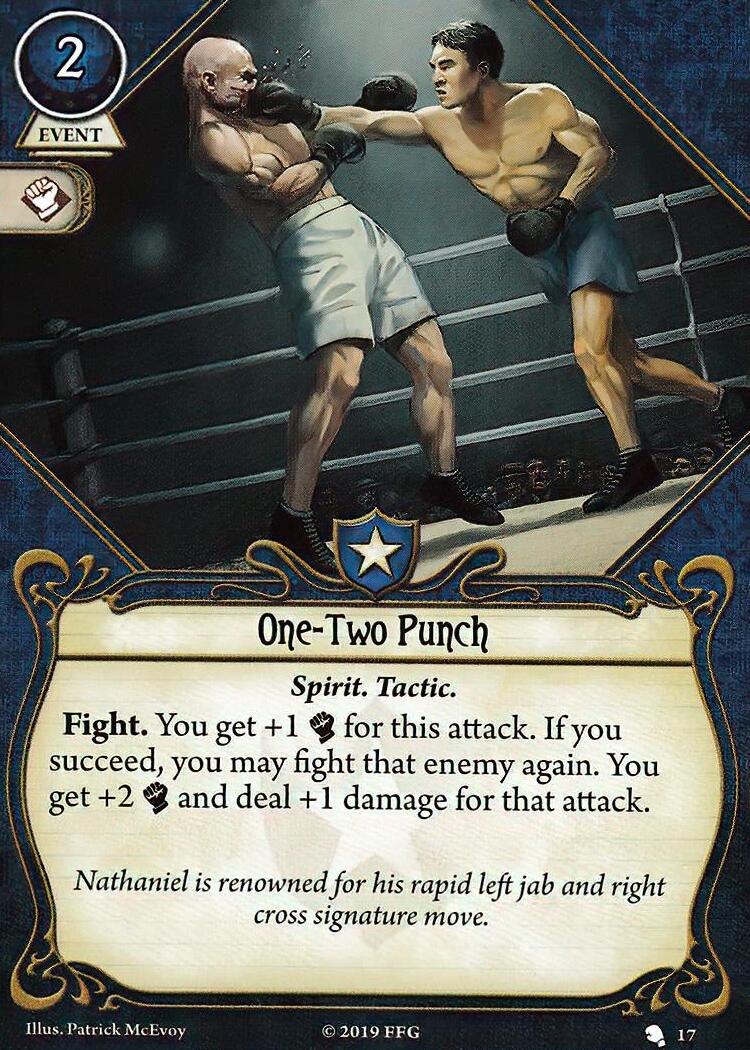 2
EVENT
One-Two Punch
Spirit. Tactic.
Fight. You get +1 for this attack. If you
succeed, you may fight that enemy again. You
get +2 and deal +1 damage for that attack.
Nathaniel is renowned for his rapid left jab and right
cross signature move.
Illus. Patrick McEvoy
© 2019 FFG
17